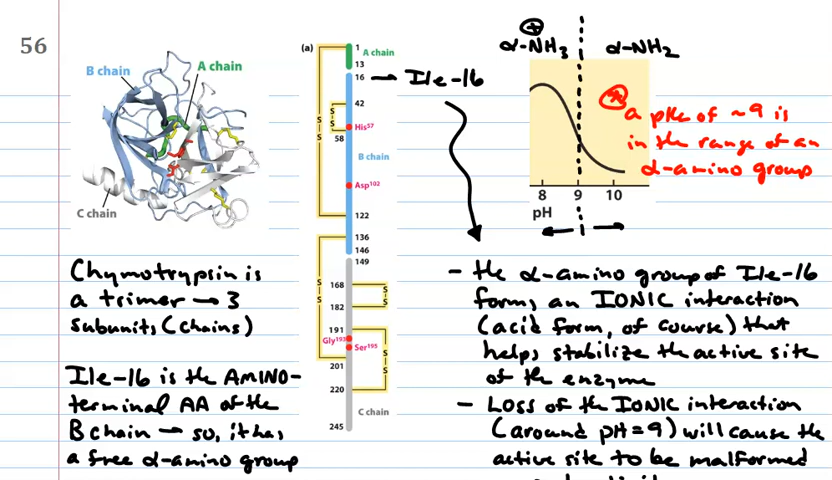 56
B chain
A chain
C chain
(a)
1
A chain
13
16
42
S
S
S
S
His57
58
B chain
Asp102
122
136
146
149
168
S
S
182
S
S
191
Gly193
Ser195
S
S
201
220
C chain
245
Ile-16
⊕
α-NH3
α-NH2
8
9
10
pH
* a pKa of ~9 is
in the range of an
α-amino group
Chymotrypsin is
a trimer → 3
subunits (chains)
Ile-16 is the AMINO-
terminal AA of the
B chain → so, it has
a free α-amino group
- the α-amino group of Ile-16
forms an IONIC interaction
(acid form, of course) that
helps stabilize the active site
of the enzyme
- Loss of the IONIC interaction
(around pH=9) will cause the
active site to be malformed